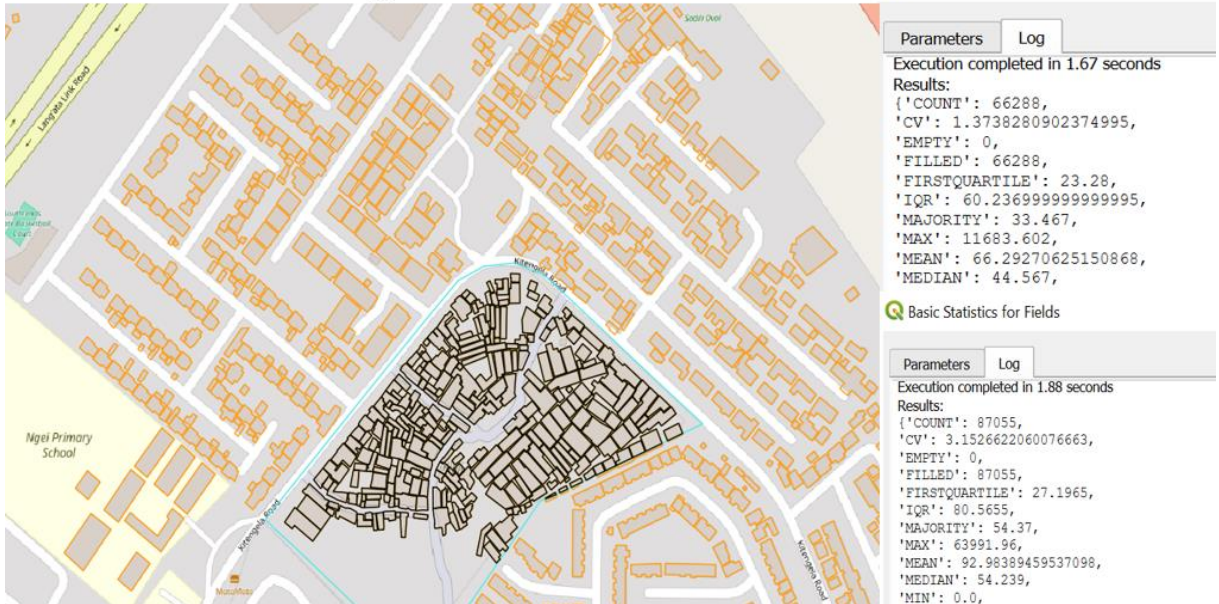 Langata Link Road
Sadili Oval
Kitengela Road
Ngei Primary
School
Kitengela Road
Kitengela Road
MutuMutu
Parameters
Log
Execution completed in 1.67 seconds
Results:
{'COUNT': 66288,
'CV': 1.3738280902374995,
'EMPTY': 0,
'FILLED': 66288,
'FIRSTQUARTILE': 23.28,
'IQR': 60.236999999999995,
'MAJORITY': 33.467,
'MAX': 11683.602,
'MEAN': 66.29270625150868,
'MEDIAN': 44.567,
Basic Statistics for Fields
Parameters
Log
Execution completed in 1.88 seconds
Results:
{'COUNT': 87055,
'CV': 3.1526622060076663,
'EMPTY': 0,
'FILLED': 87055,
'FIRSTQUARTILE': 27.1965,
'IQR': 80.5655,
'MAJORITY': 54.37,
'MAX': 63991.96,
'MEAN': 92.98389459537098,
'MEDIAN': 54.239,
'MIN': 0.0,